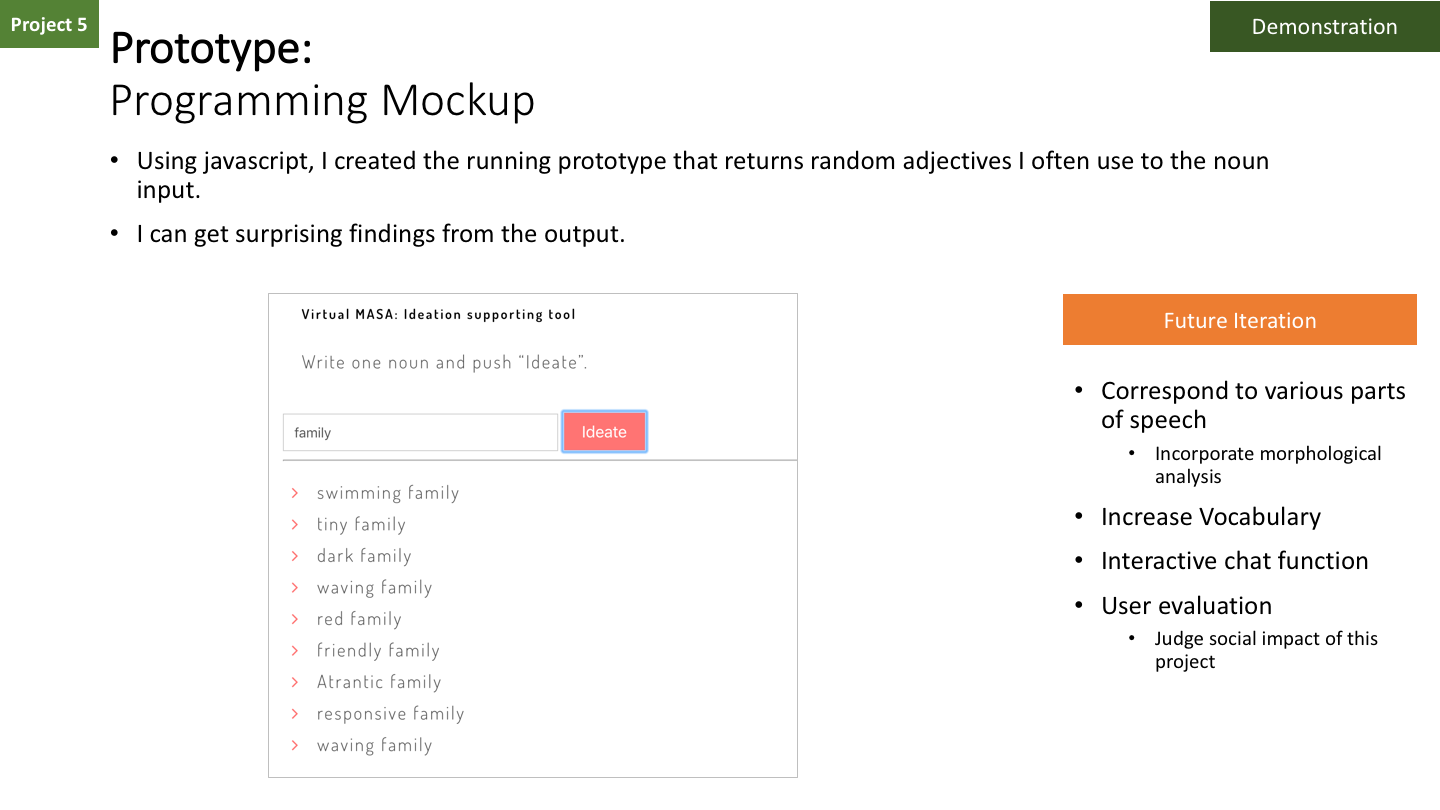 Project 5
Demonstration
Prototype:
Programming Mockup
• Using javascript, I created the running prototype that returns random adjectives I often use to the noun
input.
• I can get surprising findings from the output.
Virtual MASA: Ideation supporting tool
Write one noun and push “Ideate”.
family
Ideate
swimming family
tiny family
dark family
waving family
red family
friendly family
Atrantic family
responsive family
waving family
Future Iteration
• Correspond to various parts
of speech
• Incorporate morphological
analysis
• Increase Vocabulary
• Interactive chat function
• User evaluation
• Judge social impact of this
project